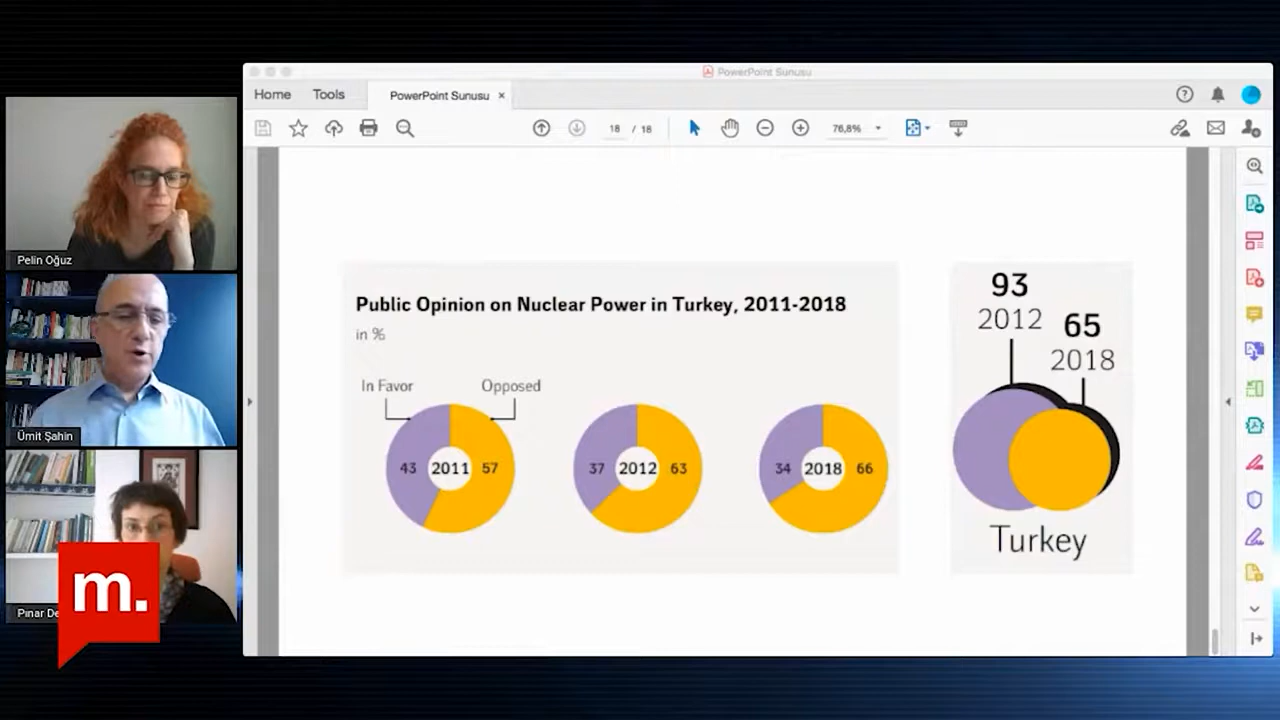 PowerPoint Sunusu
Home
Tools
PowerPoint Sunusu ×
18 / 18
76,8%
Pelin Oğuz
Ümit Şahin
Pınar De
m.
Public Opinion on Nuclear Power in Turkey, 2011-2018
in %
In Favor
Opposed
43 2011 57
37 2012 63
34 2018 66
93
2012
65
2018
Turkey